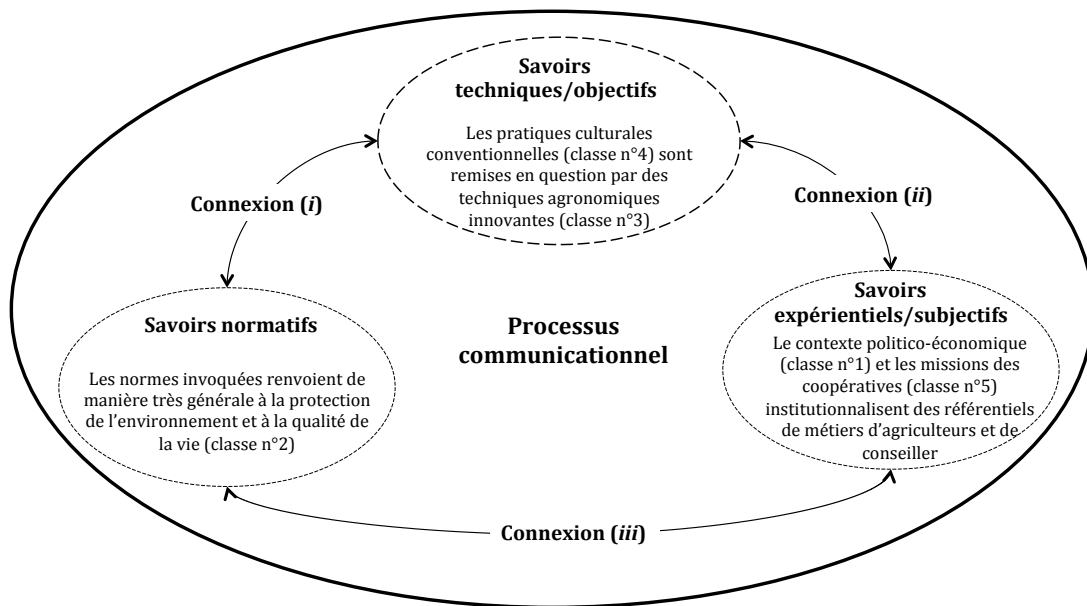 Savoirs
techniques/objectifs
Les pratiques culturales
conventionnelles (classe n°4) sont
remises en question par des
techniques agronomiques
innovantes (classe n°3)
Connexion (i)
Connexion (ii)
Savoirs normatifs
Les normes invoquées renvoient de
manière très générale à la protection
de l’environnement et à la qualité de
la vie (classe n°2)
Processus
communicationnel
Savoirs
expérientiels/subjectifs
Le contexte politico-économique
(classe n°1) et les missions des
coopératives (classe n°5)
institutionnalisent des référentiels
de métiers d’agriculteurs et de
conseiller
Connexion (iii)